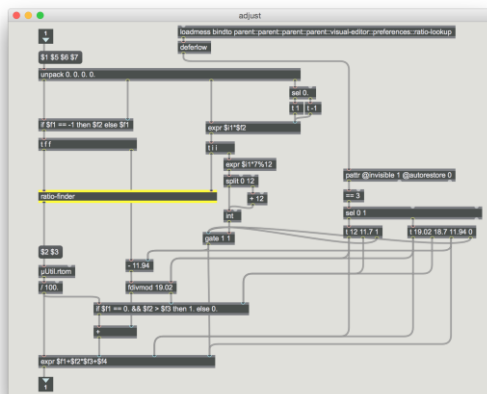 adjust
1
loadmess bindto parent::parent::parent::parent::visual-editor::preferences::ratio-lookup
deferlow
$1 $5 $6 $7
unpack 0. 0. 0. 0.
sel 0.
t 1
t -1
if $f1 == -1 then $f2 else $f1
expr $i1*$f2
t f f
t i i
expr $i1*7%12
pattr @invisible 1 @autorestore 0
split 0 12
ratio-finder
+ 12
== 3
int
sel 0 1
gate 1 1
t 12 11.7 1
t 19.02 18.7 11.94 0
$2 $3
µUtil.rtom
- 11.94
/ 100.
fdivmod 19.02
if $f1 == 0. && $f2 > $f3 then 1. else 0.
+
expr $f1+$f2*$f3+$f4
1